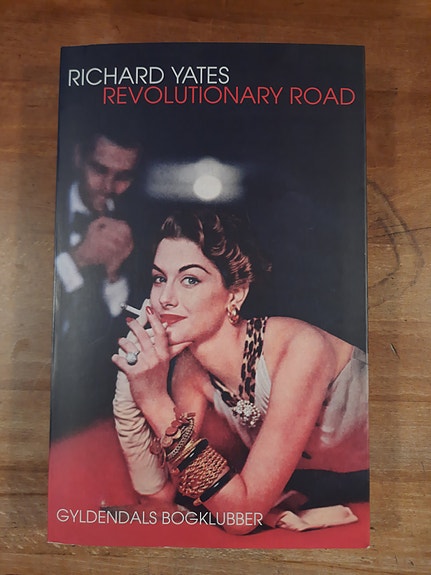 RICHARD YATES
REVOLUTIONARY ROAD
GYLDENDALS BOGKLUBBER